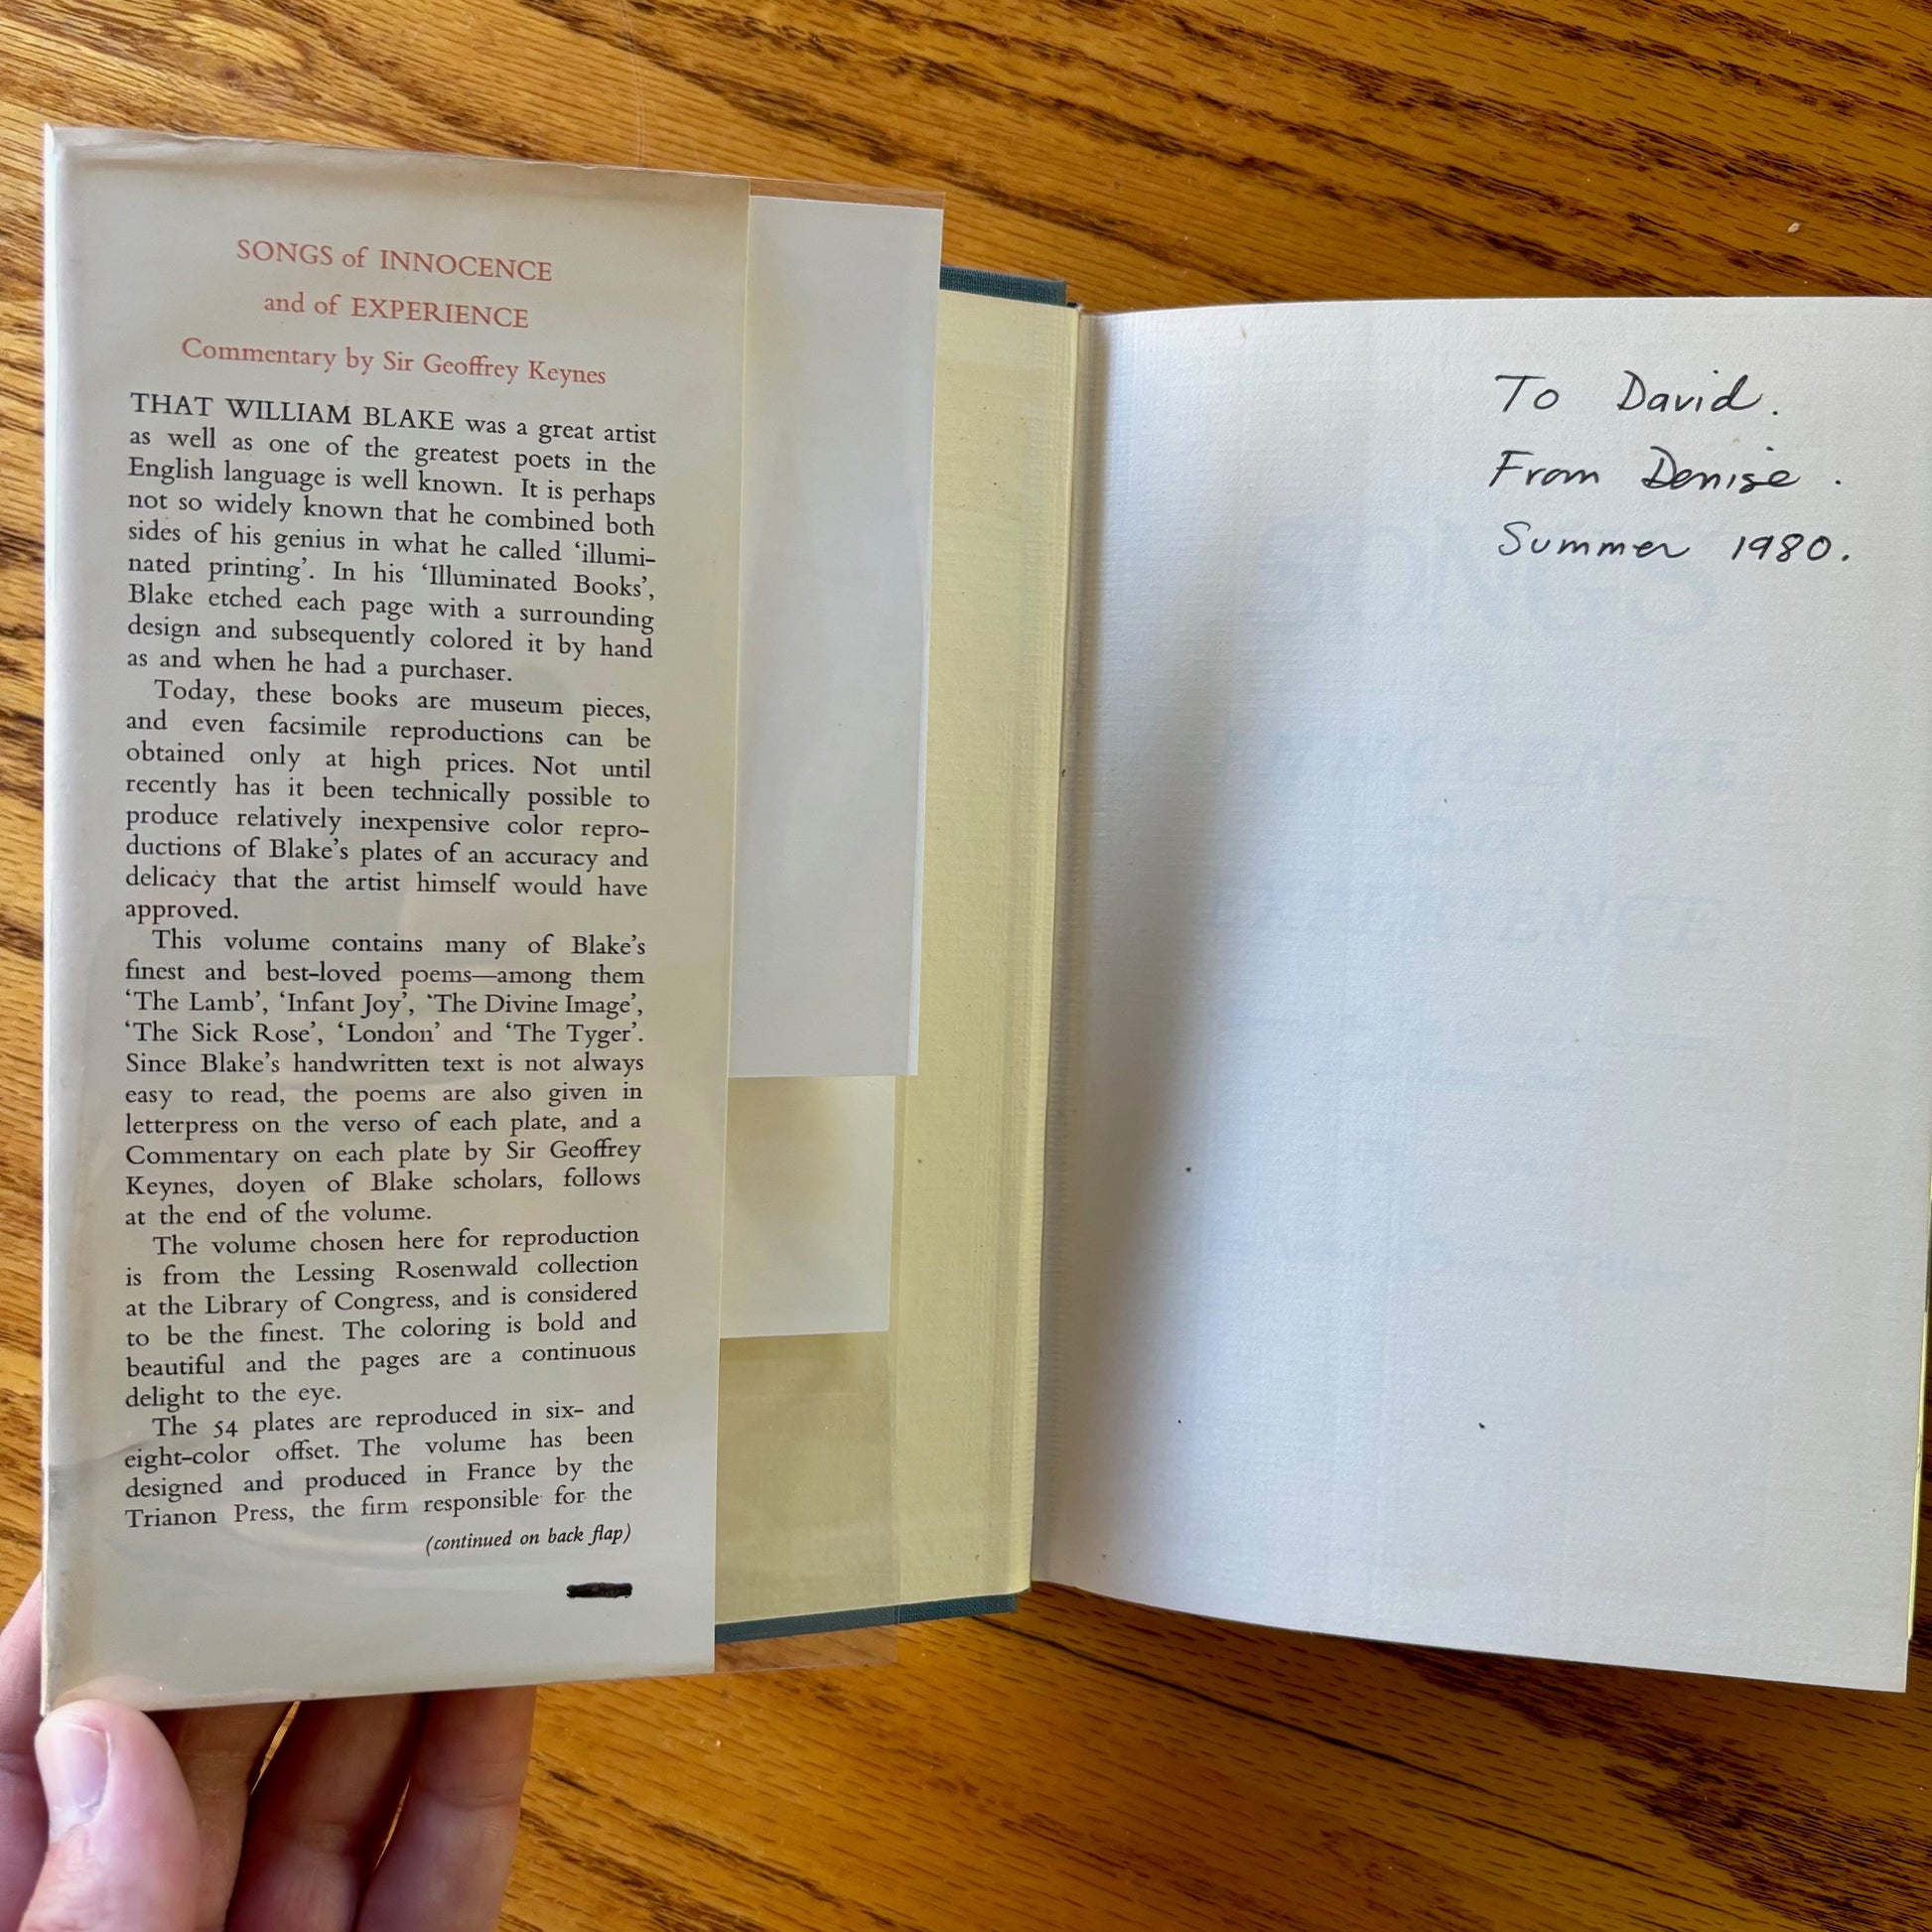 SONGS of INNOCENCE
and of EXPERIENCE
Commentary by Sir Geoffrey Keynes
THAT WILLIAM BLAKE was a great artist
as well as one of the greatest poets in the
English language is well known. It is perhaps
not so widely known that he combined both
sides of his genius in what he called ‘illumi-
nated printing’. In his ‘Illuminated Books’,
Blake etched each page with a surrounding
design and subsequently colored it by hand
as and when he had a purchaser.
Today, these books are museum pieces,
and even facsimile reproductions can be
obtained only at high prices. Not until
recently has it been technically possible to
produce relatively inexpensive color repro-
ductions of Blake’s plates of an accuracy and
delicacy that the artist himself would have
approved.
This volume contains many of Blake’s
finest and best-loved poems—among them
‘The Lamb’, ‘Infant Joy’, ‘The Divine Image’,
‘The Sick Rose’, ‘London’ and ‘The Tyger’.
Since Blake’s handwritten text is not always
easy to read, the poems are also given in
letterpress on the verso of each plate, and a
Commentary on each plate by Sir Geoffrey
Keynes, doyen of Blake scholars, follows
at the end of the volume.
The volume chosen here for reproduction
is from the Lessing Rosenwald collection
at the Library of Congress, and is considered
to be the finest. The coloring is bold and
beautiful and the pages are a continuous
delight to the eye.
The 54 plates are reproduced in six- and
eight-color offset. The volume has been
designed and produced in France by the
Trianon Press, the firm responsible for the
(continued on back flap)
To David.
From Denise.
Summer 1980.